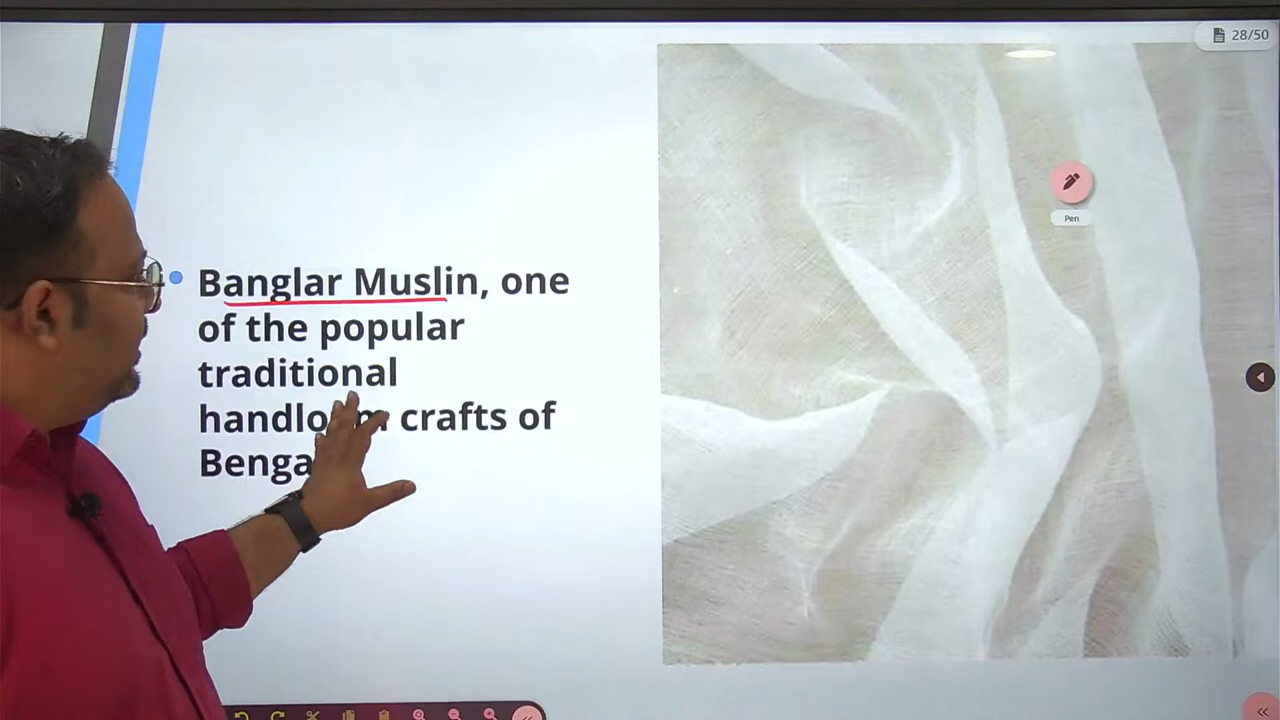 28/50
Pen
Banglar Muslin, one
of the popular
traditional
crafts of